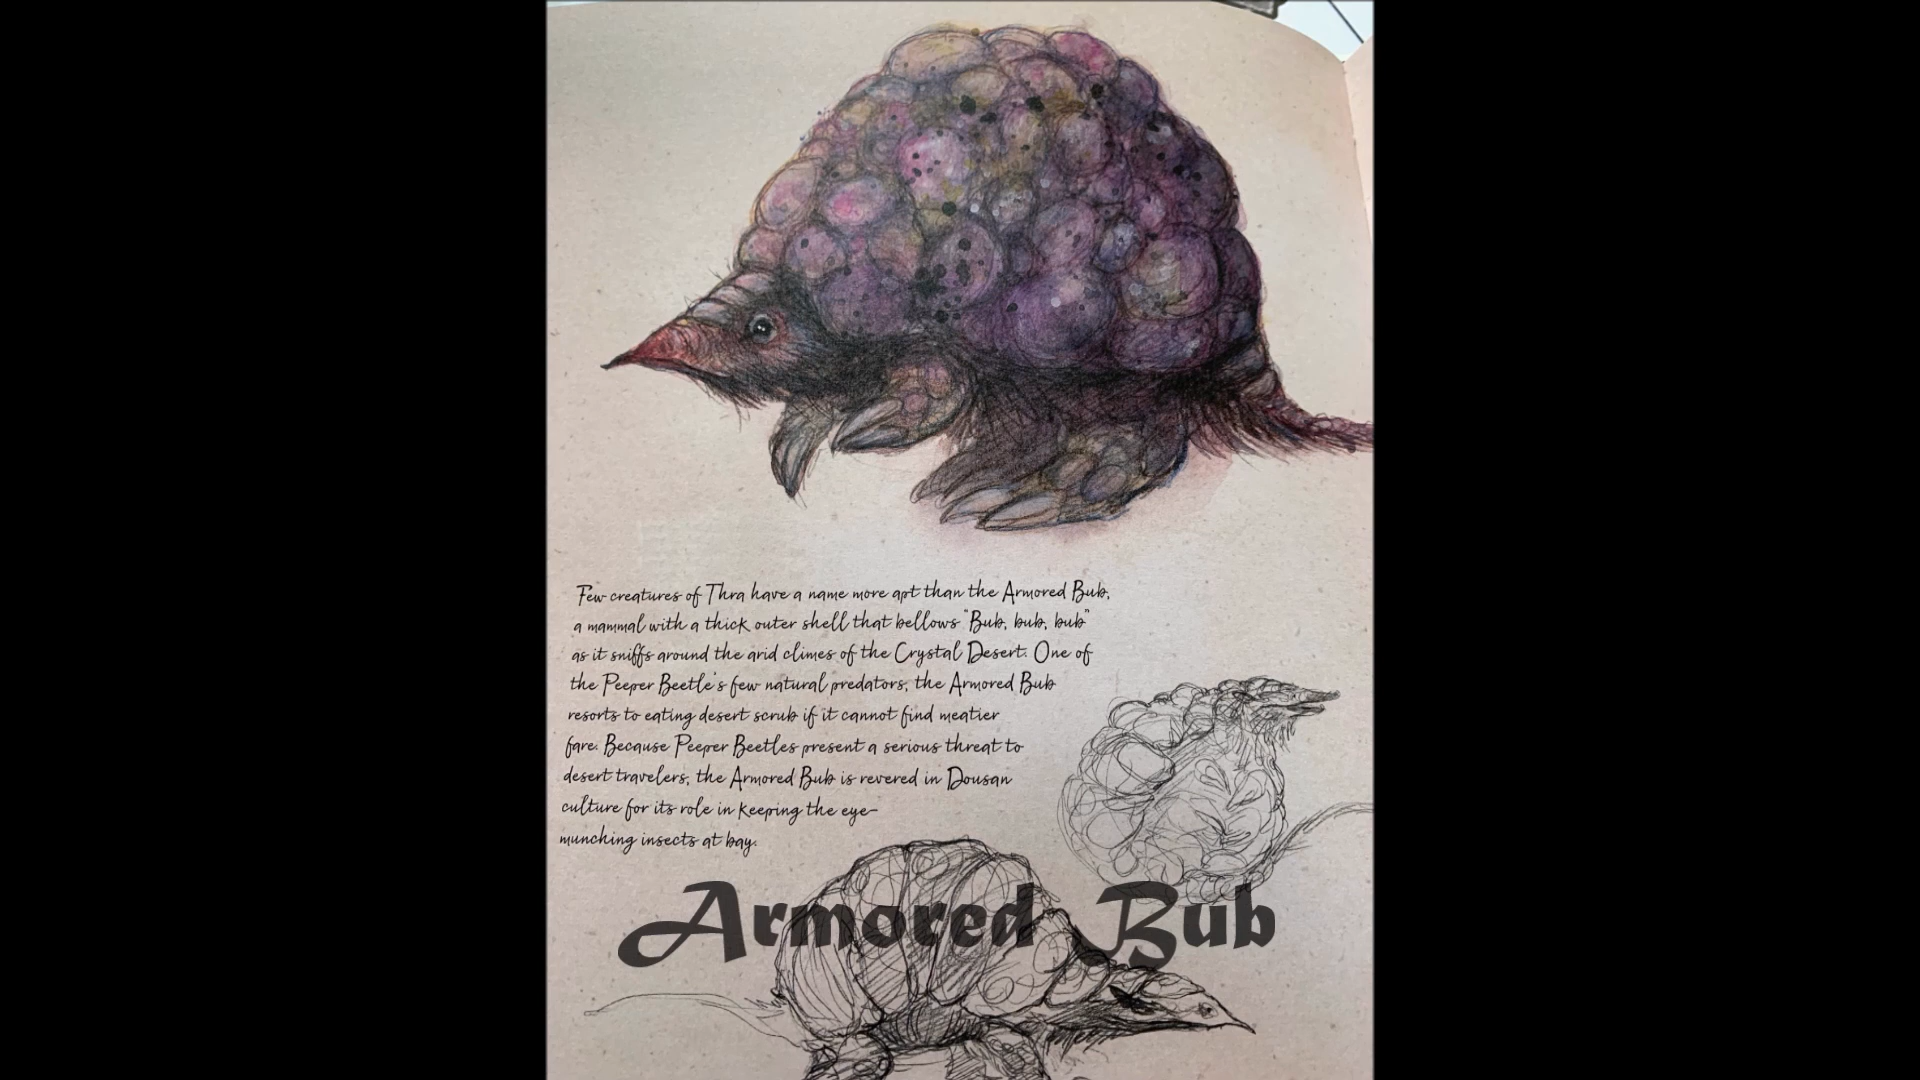 Few creatures of Thra have a name more apt than the Armored Bub,
a mammal with a thick outer shell that bellows "Bub, bub, bub"
as it sniffs around the arid climes of the Crystal Desert. One of
the Peeper Beetle's few natural predators, the Armored Bub
resorts to eating desert scrub if it cannot find meatier
fare. Because Peeper Beetles present a serious threat to
desert travelers, the Armored Bub is revered in Dousan
culture for its role in keeping the eye-
munching insects at bay.
Armored Bub